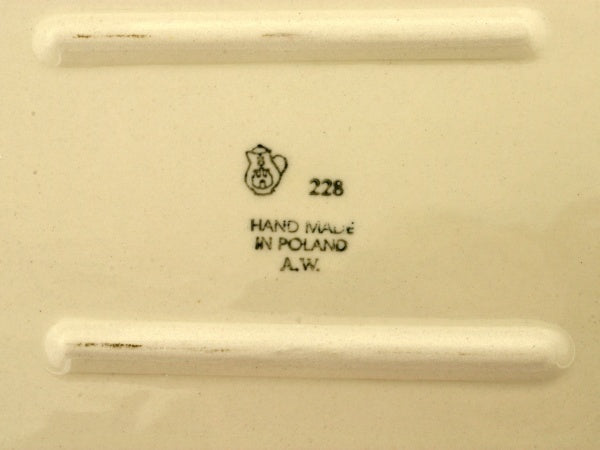 228
HAND MADE
IN POLAND
A.W.